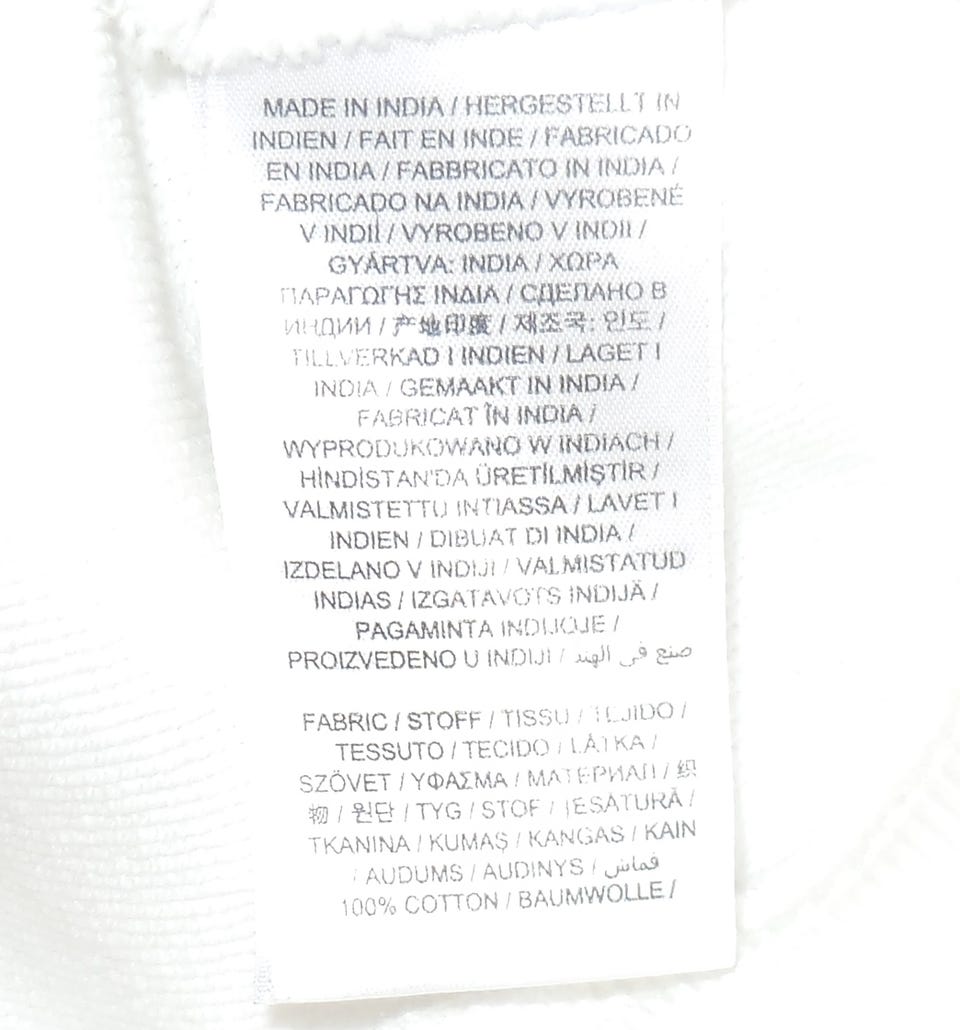 MADE IN INDIA / HERGESTELLT IN
INDIEN / FAIT EN INDE / FABRICADO
EN INDIA / FABBRICATO IN INDIA /
FABRICADO NA INDIA / VYROBENÉ
V INDII / VYROBENO V INDII /
GYÁRTVA: INDIA / ΧΩΡΑ
ΠΑΡΑΓΩΓΗΣ ΙΝΔΙΑ / СДЕЛАНО В
ИНДИИ / 产地印度 / 제조국: 인도 /
TILLVERKAD I INDIEN / LAGET I
INDIA / GEMAAKT IN INDIA /
FABRICAT ÎN INDIA /
WYPRODUKOWANO W INDIACH /
HİNDİSTAN'DA ÜRETİLMİŞTİR /
VALMISTETTU INTIASSA / LAVET I
INDIEN / DIBUAT DI INDIA /
IZDELANO V INDIJI / VALMISTATUD
INDIAS / IZGATAVOTS INDIJĀ /
PAGAMINTA INDIJOJE /
PROIZVEDENO U INDIJI / صنع في الهند
FABRIC / STOFF / TISSU / TEJIDO /
TESSUTO / TECIDO / LÁTKA /
SZÖVET / ΥΦΑΣΜΑ / МАТЕРИАЛ / 织
物 / 원단 / TYG / STOF / ȚESĂTURĂ /
TKANINA / KUMAŞ / KANGAS / KAIN
/ AUDUMS / AUDINYS / قماش
100% COTTON / BAUMWOLLE /